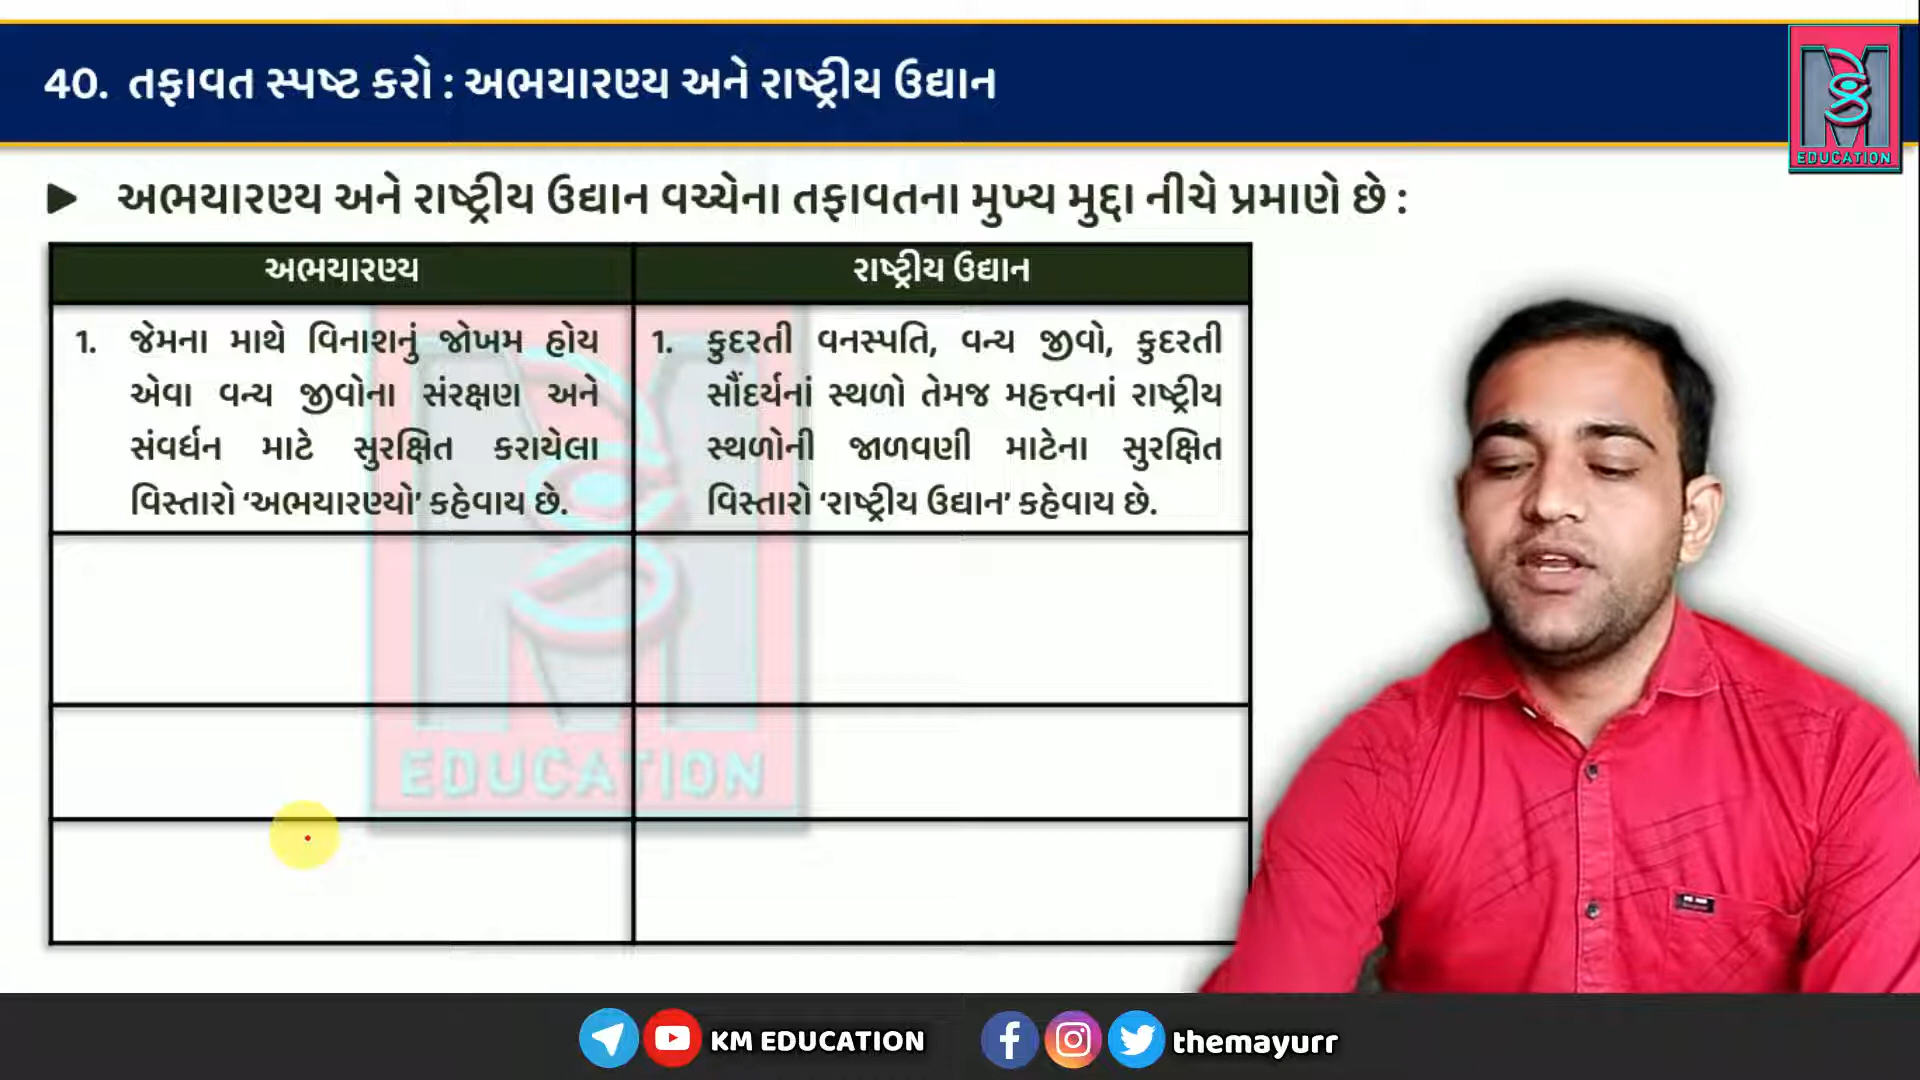 40. તફાવત સ્પષ્ટ કરો : અભયારણ્ય અને રાષ્ટ્રીય ઉદ્યાન
EDUCATION
▶ અભયારણ્ય અને રાષ્ટ્રીય ઉદ્યાન વચ્ચેના તફાવતના મુખ્ય મુદ્દા નીચે પ્રમાણે છે :
અભયારણ્ય
1. જેમના માથે વિનાશનું જોખમ હોય
એવા વન્ય જીવોના સંરક્ષણ અને
સંવર્ધન માટે સુરક્ષિત કરાયેલા
વિસ્તારો ‘અભયારણ્યો’ કહેવાય છે.
રાષ્ટ્રીય ઉદ્યાન
1. કુદરતી વનસ્પતિ, વન્ય જીવો, કુદરતી
સૌંદર્યનાં સ્થળો તેમજ મહત્ત્વનાં રાષ્ટ્રીય
સ્થળોની જાળવણી માટેના સુરક્ષિત
વિસ્તારો ‘રાષ્ટ્રીય ઉદ્યાન’ કહેવાય છે.
EDUCATION
KM EDUCATION
themayurr